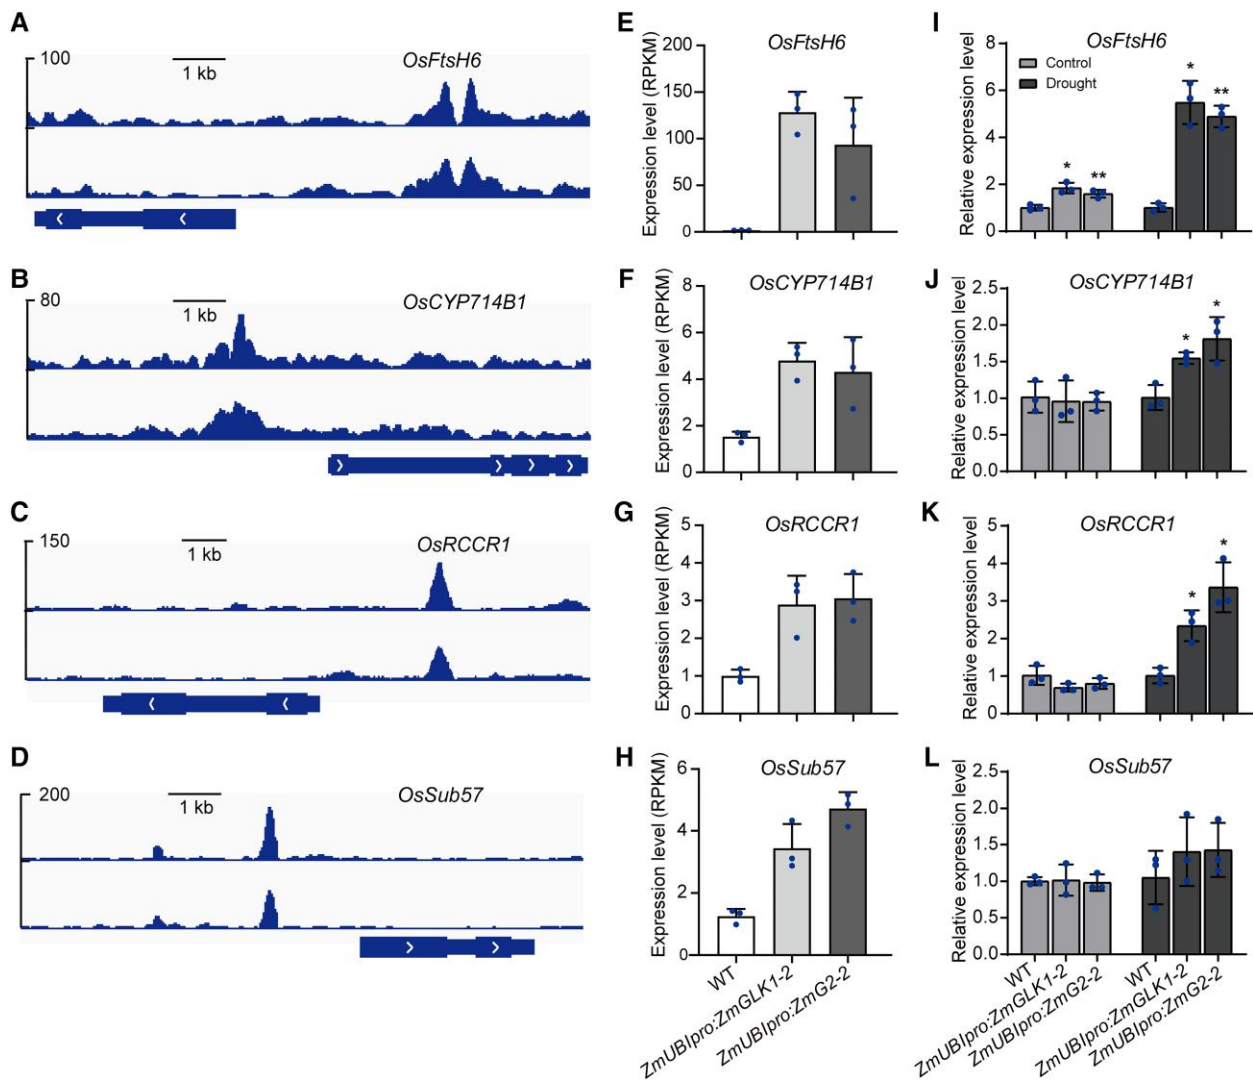 A
100
1 kb
OsFtsH6
B
80
1 kb
OsCYP714B1
C
150
1 kb
OsRCCR1
D
200
1 kb
OsSub57
E
OsFtsH6
Expression level (RPKM)
200
150
100
50
0
F
OsCYP714B1
Expression level (RPKM)
8
6
4
2
0
G
OsRCCR1
Expression level (RPKM)
5
4
3
2
1
0
H
OsSub57
Expression level (RPKM)
6
4
2
0
WT
ZmUBIpro:ZmGLK1-2
ZmUBIpro:ZmG2-2
I
OsFtsH6
Control
Drought
Relative expression level
8
6
4
2
0
*
**
*
**
J
OsCYP714B1
Relative expression level
2.5
2.0
1.5
1.0
0.5
0.0
*
*
K
OsRCCR1
Relative expression level
5
4
3
2
1
0
*
*
L
OsSub57
Relative expression level
2.5
2.0
1.5
1.0
0.5
0.0
WT
ZmUBIpro:ZmGLK1-2
ZmUBIpro:ZmG2-2
WT
ZmUBIpro:ZmGLK1-2
ZmUBIpro:ZmG2-2